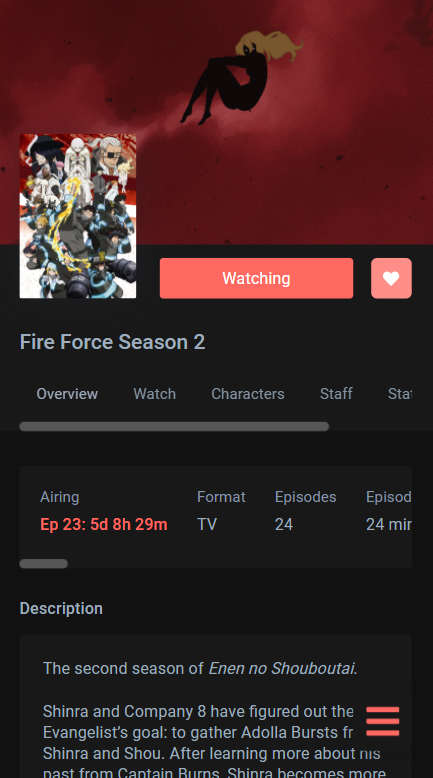 Watching
Fire Force Season 2
Overview Watch Characters Staff Stat
Airing Format Episodes Episod
Ep 23: 5d 8h 29m TV 24 24 min
Description
The second season of Enen no Shouboutai.
Shinra and Company 8 have figured out the
Evangelist's goal: to gather Adolla Bursts fr
Shinra and Shou. After learning more about his
past from Captain Burns, Shinra becomes more